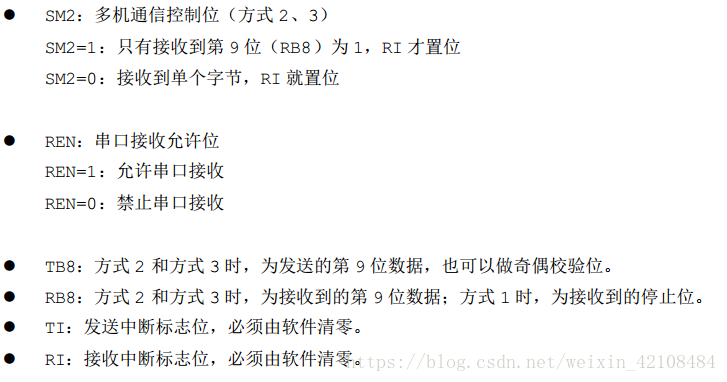 ● SM2：多机通信控制位（方式 2、3）
SM2=1：只有接收到第 9 位（RB8）为 1，RI 才置位
SM2=0：接收到单个字节，RI 就置位
● REN：串口接收允许位
REN=1：允许串口接收
REN=0：禁止串口接收
● TB8：方式 2 和方式 3 时，为发送的第 9 位数据，也可以做奇偶校验位。
● RB8：方式 2 和方式 3 时，为接收到的第 9 位数据；方式 1 时，为接收到的停止位。
● TI：发送中断标志位，必须由软件清零。
● RI：接收中断标志位，必须由软件清零。
https://blog.csdn.net/weixin_42108484